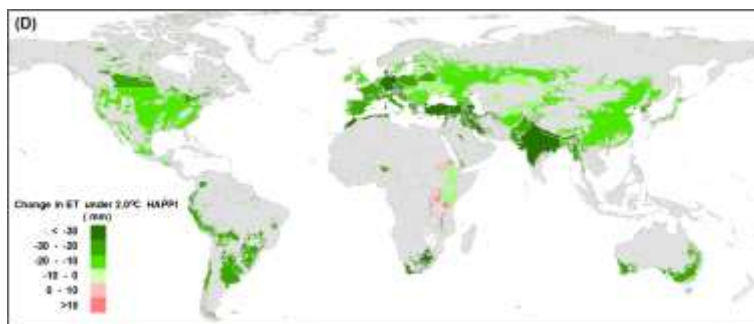 (D)
Change in ET under 2.0°C HAPPI
( mm)
< -30
-30 - -20
-20 - -10
-10 - 0
0 - 10
>10